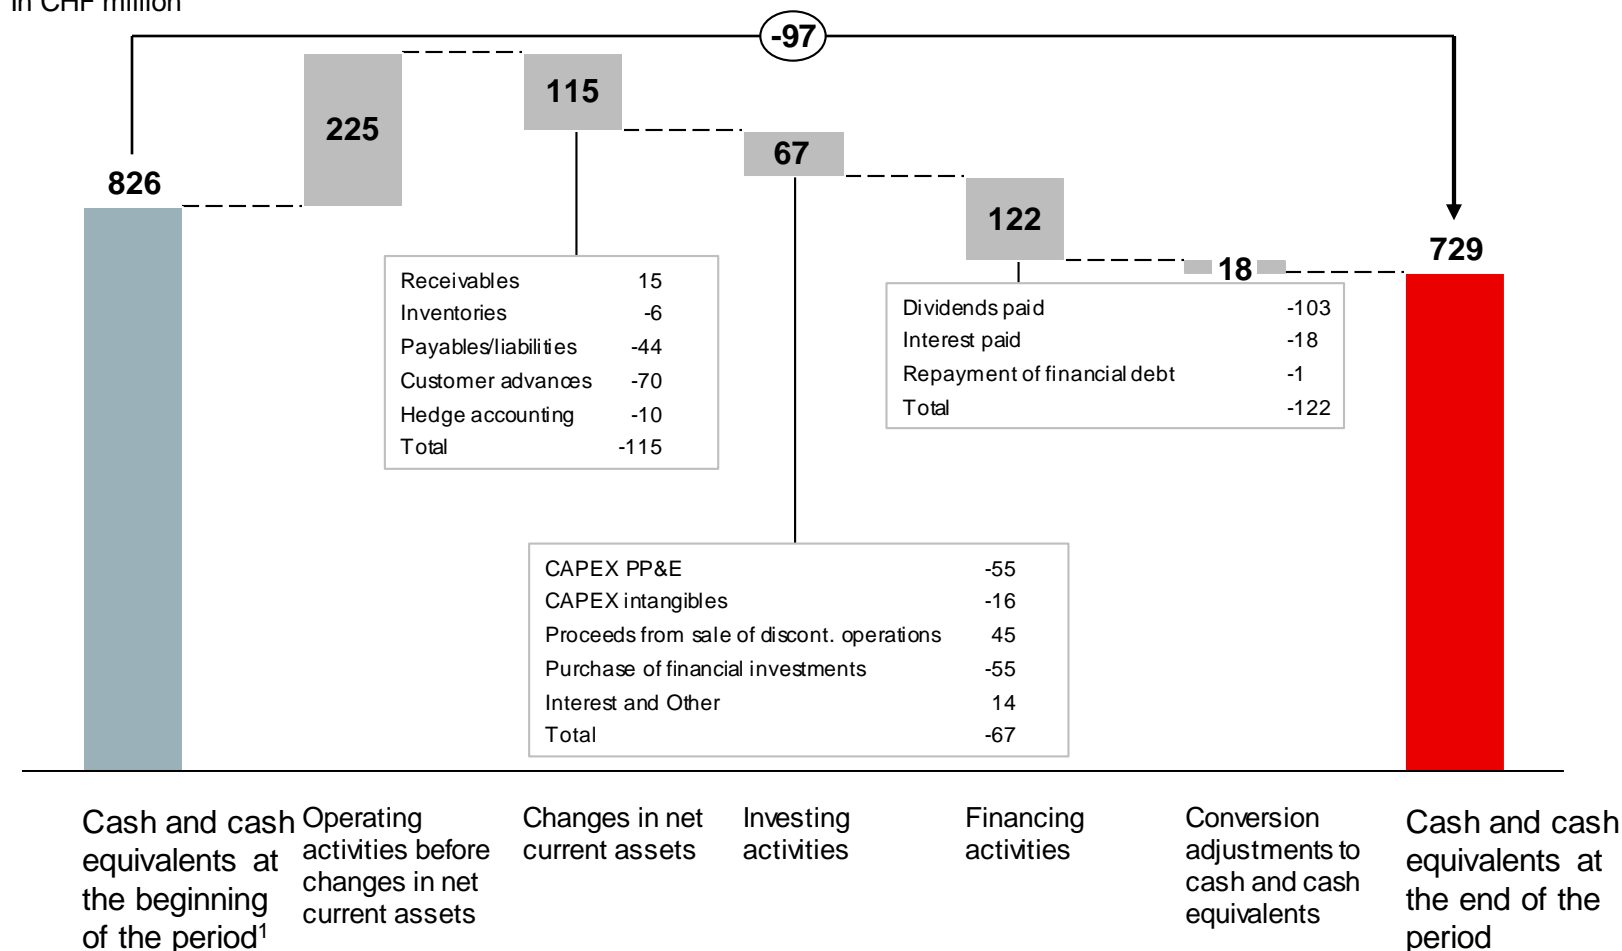 in CHF million
-97
115
225
67
826
122
729
18
Receivables 15
Inventories -6
Payables/liabilities -44
Customer advances -70
Hedge accounting -10
Total -115
Dividends paid -103
Interest paid -18
Repayment of financial debt -1
Total -122
CAPEX PP&E -55
CAPEX intangibles -16
Proceeds from sale of discont. operations 45
Purchase of financial investments -55
Interest and Other 14
Total -67
Cash and cash
equivalents at
the beginning
of the period¹
Operating
activities before
changes in net
current assets
Changes in net
current assets
Investing
activities
Financing
activities
Conversion
adjustments to
cash and cash
equivalents
Cash and cash
equivalents at
the end of the
period